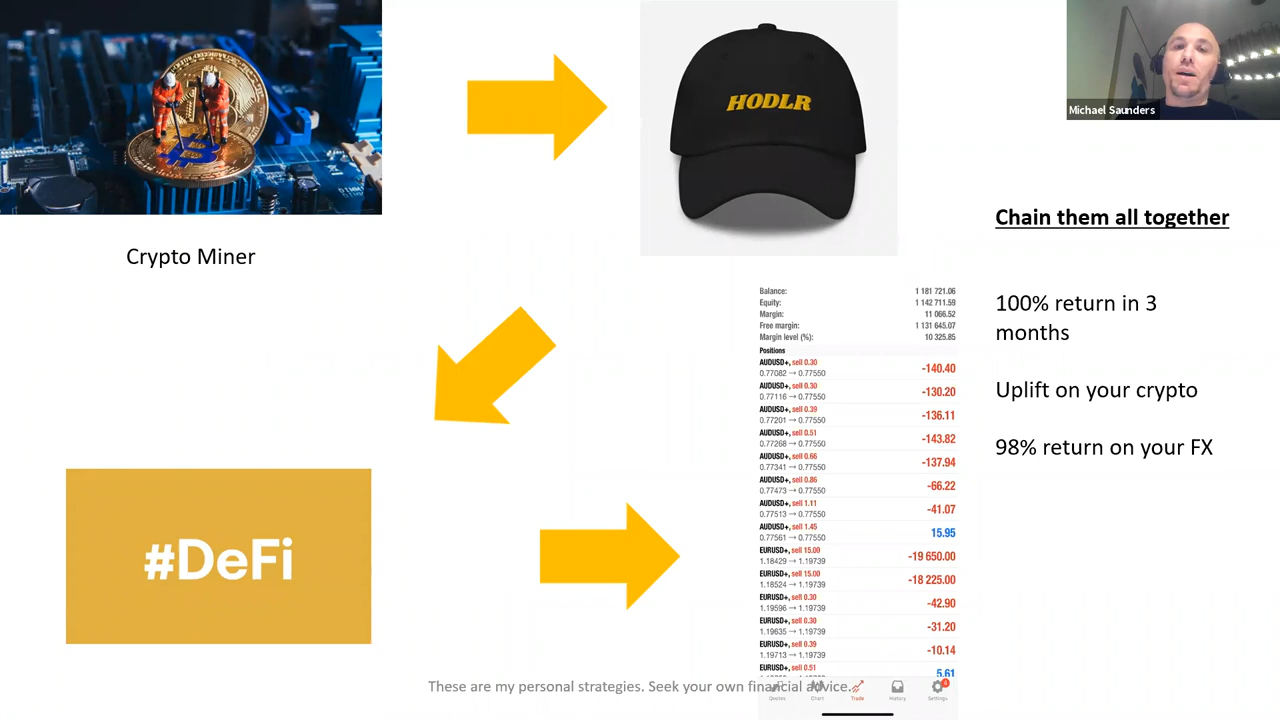 HODLR
Michael Saunders
Crypto Miner
Chain them all together
100% return in 3
months
Uplift on your crypto
98% return on your FX
Balance: 1 181 721.06
Equity: 1 142 711.59
Margin: 11 066.52
Free margin: 1 131 645.07
Margin level (%): 10 325.85
Positions
AUDUSD+, sell 0.30
0.77082 → 0.77550 -140.40
AUDUSD+, sell 0.30
0.77116 → 0.77550 -130.20
AUDUSD+, sell 0.39
0.77201 → 0.77550 -136.11
AUDUSD+, sell 0.51
0.77268 → 0.77550 -143.82
AUDUSD+, sell 0.66
0.77341 → 0.77550 -137.94
AUDUSD+, sell 0.86
0.77473 → 0.77550 -66.22
AUDUSD+, sell 1.11
0.77513 → 0.77550 -41.07
AUDUSD+, sell 1.45
0.77561 → 0.77550 15.95
EURUSD+, sell 15.00
1.18429 → 1.19739 -19 650.00
EURUSD+, sell 15.00
1.18524 → 1.19739 -18 225.00
EURUSD+, sell 0.30
1.19596 → 1.19739 -42.90
EURUSD+, sell 0.30
1.19635 → 1.19739 -31.20
EURUSD+, sell 0.39
1.19713 → 1.19739 -10.14
EURUSD+, sell 0.51
5.61
#DeFi
These are my personal strategies. Seek your own financial advice.
Quotes Chart Trade History Settings